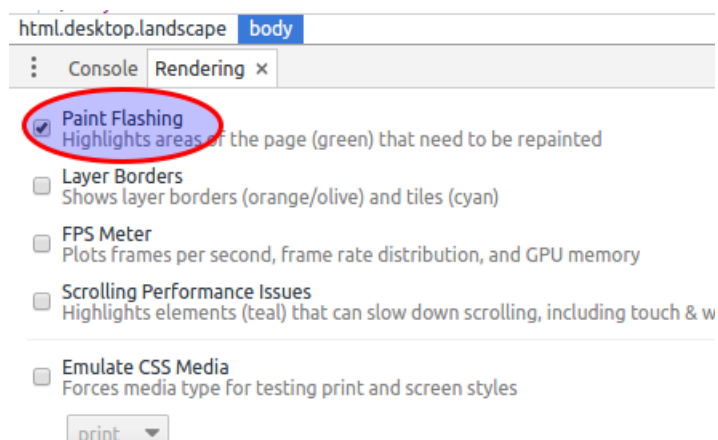 html.desktop.landscape body
Console Rendering ×
Paint Flashing
Highlights areas of the page (green) that need to be repainted
Layer Borders
Shows layer borders (orange/olive) and tiles (cyan)
FPS Meter
Plots frames per second, frame rate distribution, and GPU memory
Scrolling Performance Issues
Highlights elements (teal) that can slow down scrolling, including touch & w
Emulate CSS Media
Forces media type for testing print and screen styles
print